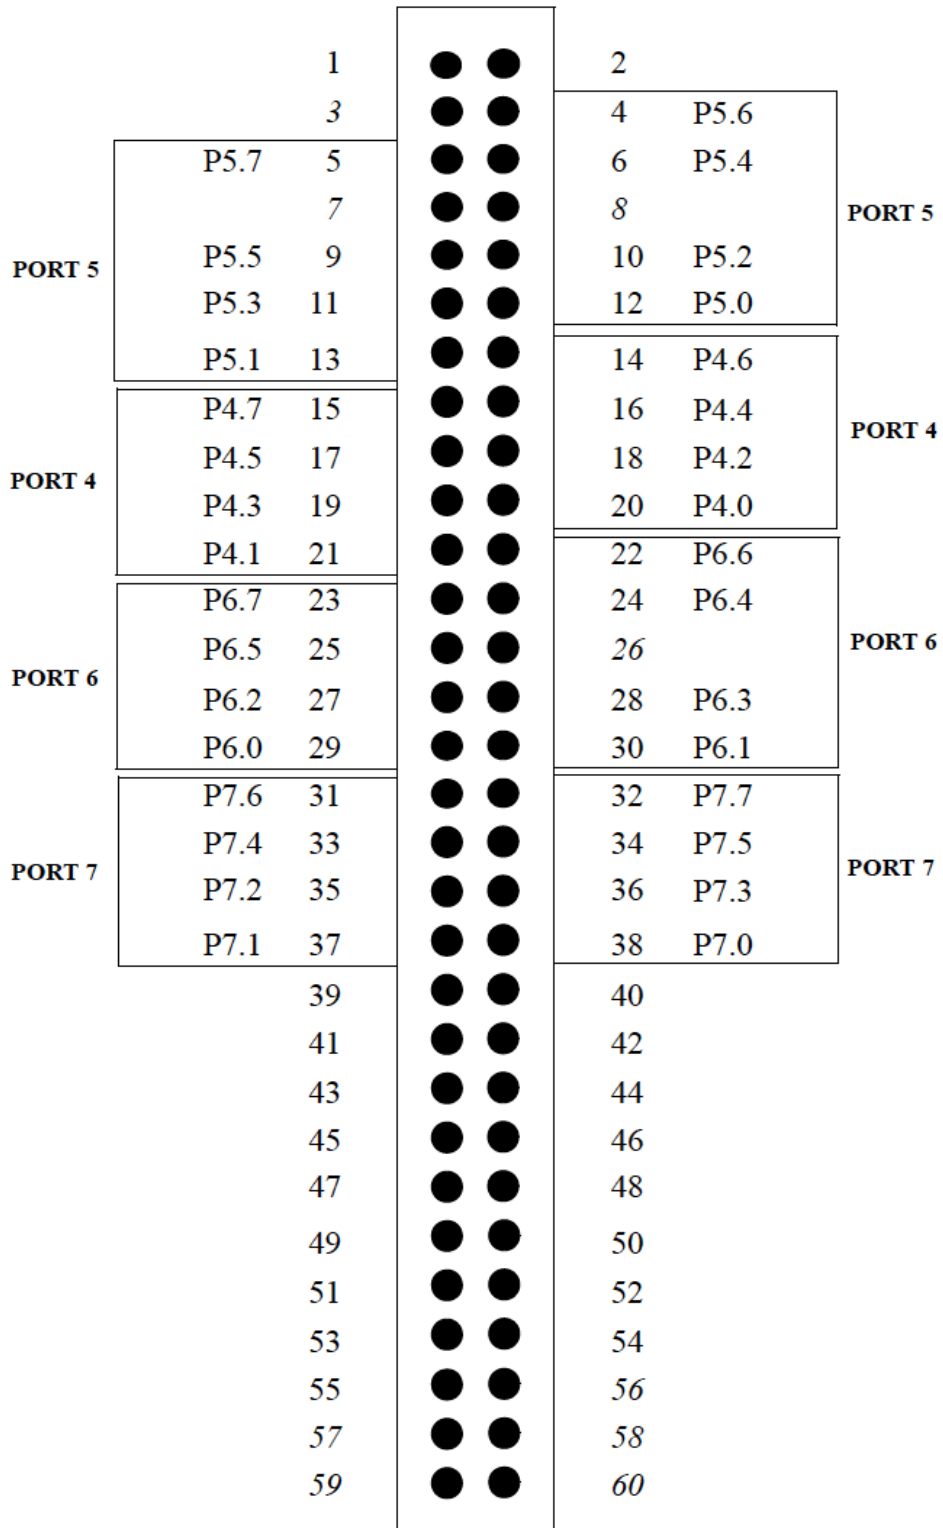 1 2
3 4 P5.6
P5.7 5 6 P5.4
7 8 PORT 5
P5.5 9 10 P5.2
PORT 5
P5.3 11 12 P5.0
P5.1 13 14 P4.6
P4.7 15 16 P4.4
PORT 4
P4.5 17 18 P4.2
PORT 4
P4.3 19 20 P4.0
P4.1 21 22 P6.6
P6.7 23 24 P6.4
P6.5 25 26 PORT 6
PORT 6
P6.2 27 28 P6.3
P6.0 29 30 P6.1
P7.6 31 32 P7.7
P7.4 33 34 P7.5
PORT 7 PORT 7
P7.2 35 36 P7.3
P7.1 37 38 P7.0
39 40
41 42
43 44
45 46
47 48
49 50
51 52
53 54
55 56
57 58
59 60